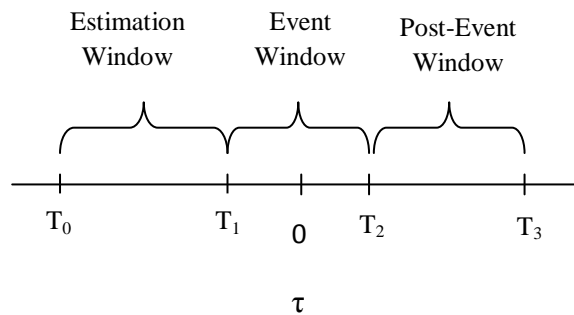 Estimation
Window
Event
Window
Post-Event
Window
T₀
T₁
0
T₂
T₃
τ